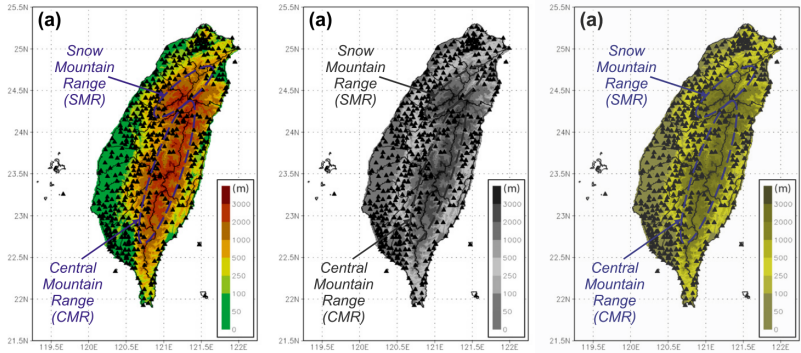 (a)
25.5N
25N
24.5N
24N
23.5N
23N
22.5N
22N
21.5N
119.5E 120E 120.5E 121E 121.5E 122E
Snow
Mountain
Range
(SMR)
Central
Mountain
Range
(CMR)
(m)
3000
2000
1000
500
250
100
50
0
(a)
25.5N
25N
24.5N
24N
23.5N
23N
22.5N
22N
21.5N
119.5E 120E 120.5E 121E 121.5E 122E
Snow
Mountain
Range
(SMR)
Central
Mountain
Range
(CMR)
(m)
3000
2000
1000
500
250
100
50
0
(a)
25.5N
25N
24.5N
24N
23.5N
23N
22.5N
22N
21.5N
119.5E 120E 120.5E 121E 121.5E 122E
Snow
Mountain
Range
(SMR)
Central
Mountain
Range
(CMR)
(m)
3000
2000
1000
500
250
100
50
0